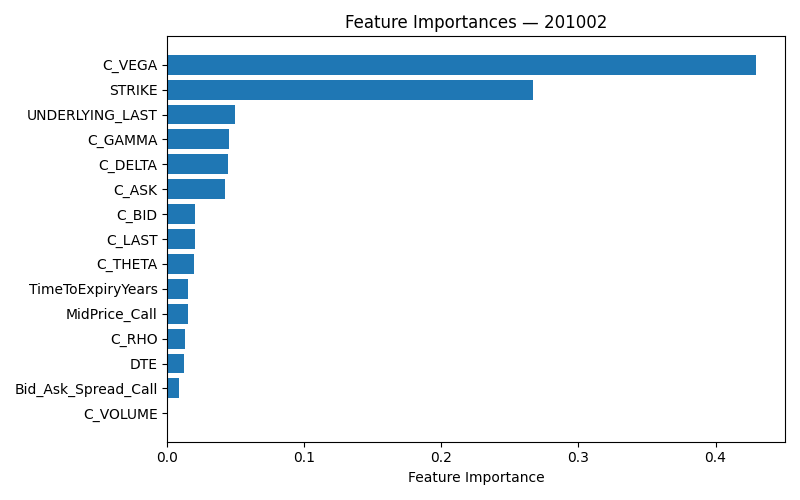 Feature Importances — 201002
C_VEGA
STRIKE
UNDERLYING_LAST
C_GAMMA
C_DELTA
C_ASK
C_BID
C_LAST
C_THETA
TimeToExpiryYears
MidPrice_Call
C_RHO
DTE
Bid_Ask_Spread_Call
C_VOLUME
0.0 0.1 0.2 0.3 0.4
Feature Importance